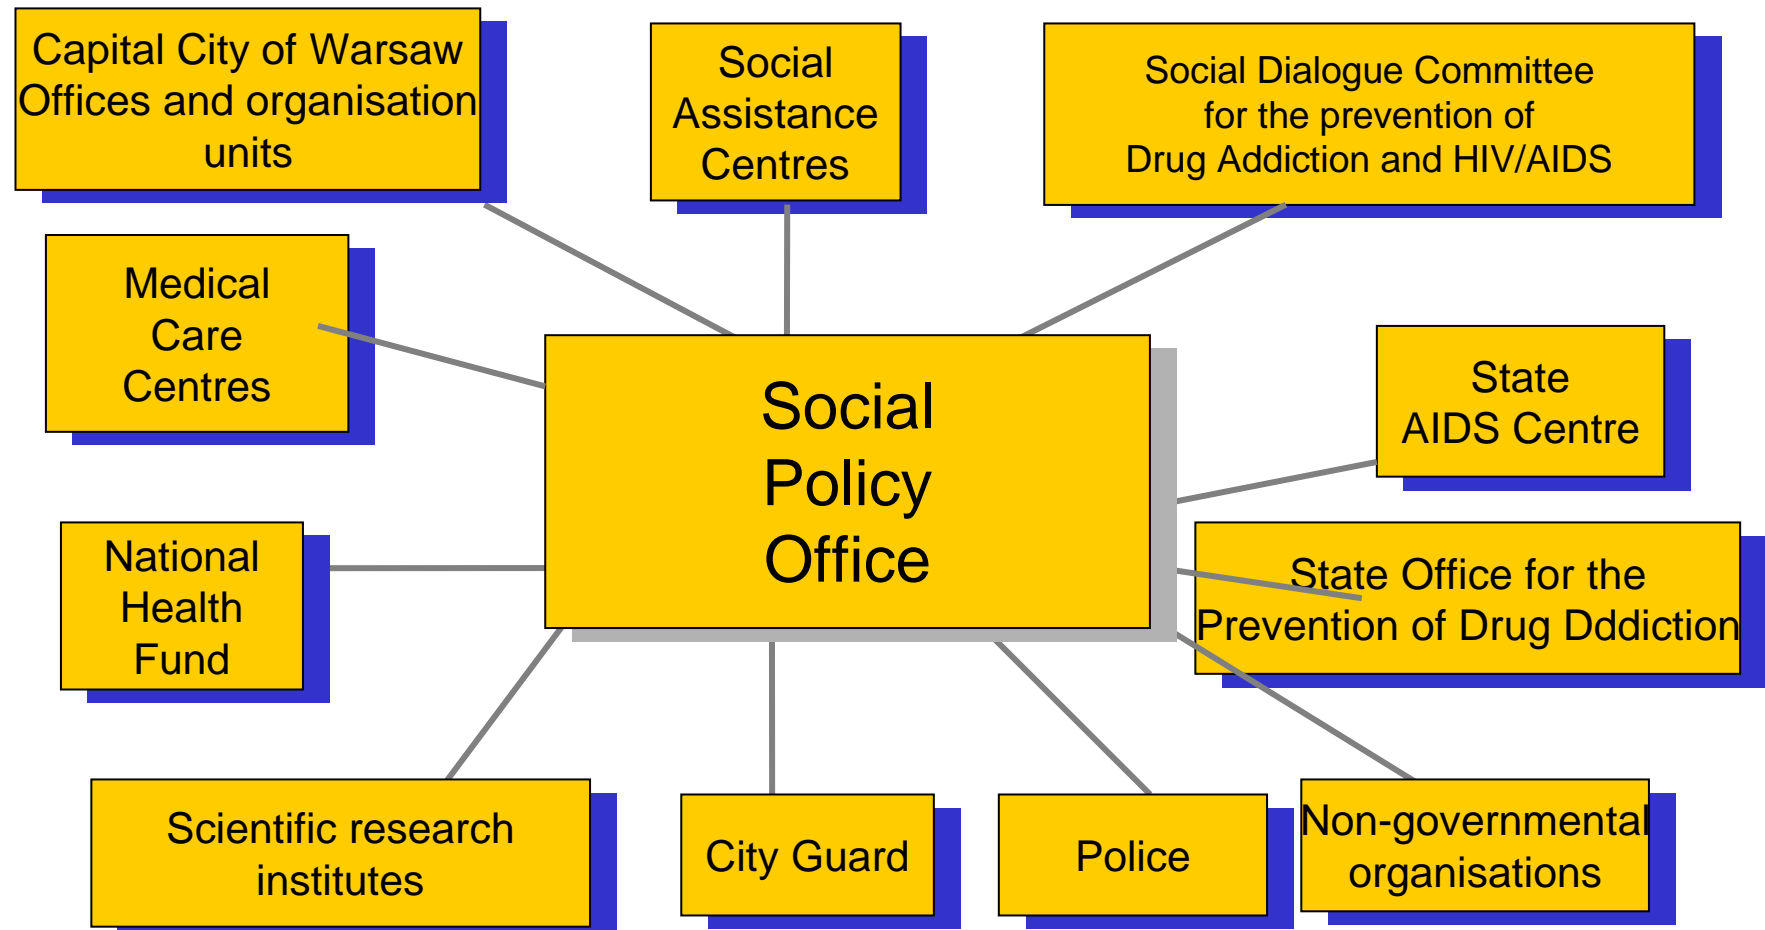 Capital City of Warsaw
Offices and organisation
units
Social
Assistance
Centres
Social Dialogue Committee
for the prevention of
Drug Addiction and HIV/AIDS
Medical
Care
Centres
Social
Policy
Office
State
AIDS Centre
National
Health
Fund
State Office for the
Prevention of Drug Dddiction
Scientific research
institutes
City Guard
Police
Non-governmental
organisations